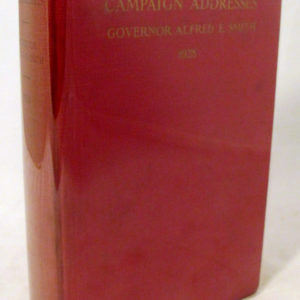 CAMPAIGN ADDRESSES
GOVERNOR ALFRED E. SMITH
1928